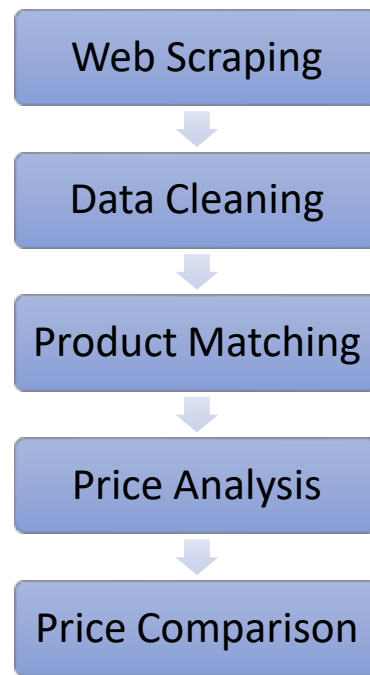 Web Scraping
Data Cleaning
Product Matching
Price Analysis
Price Comparison